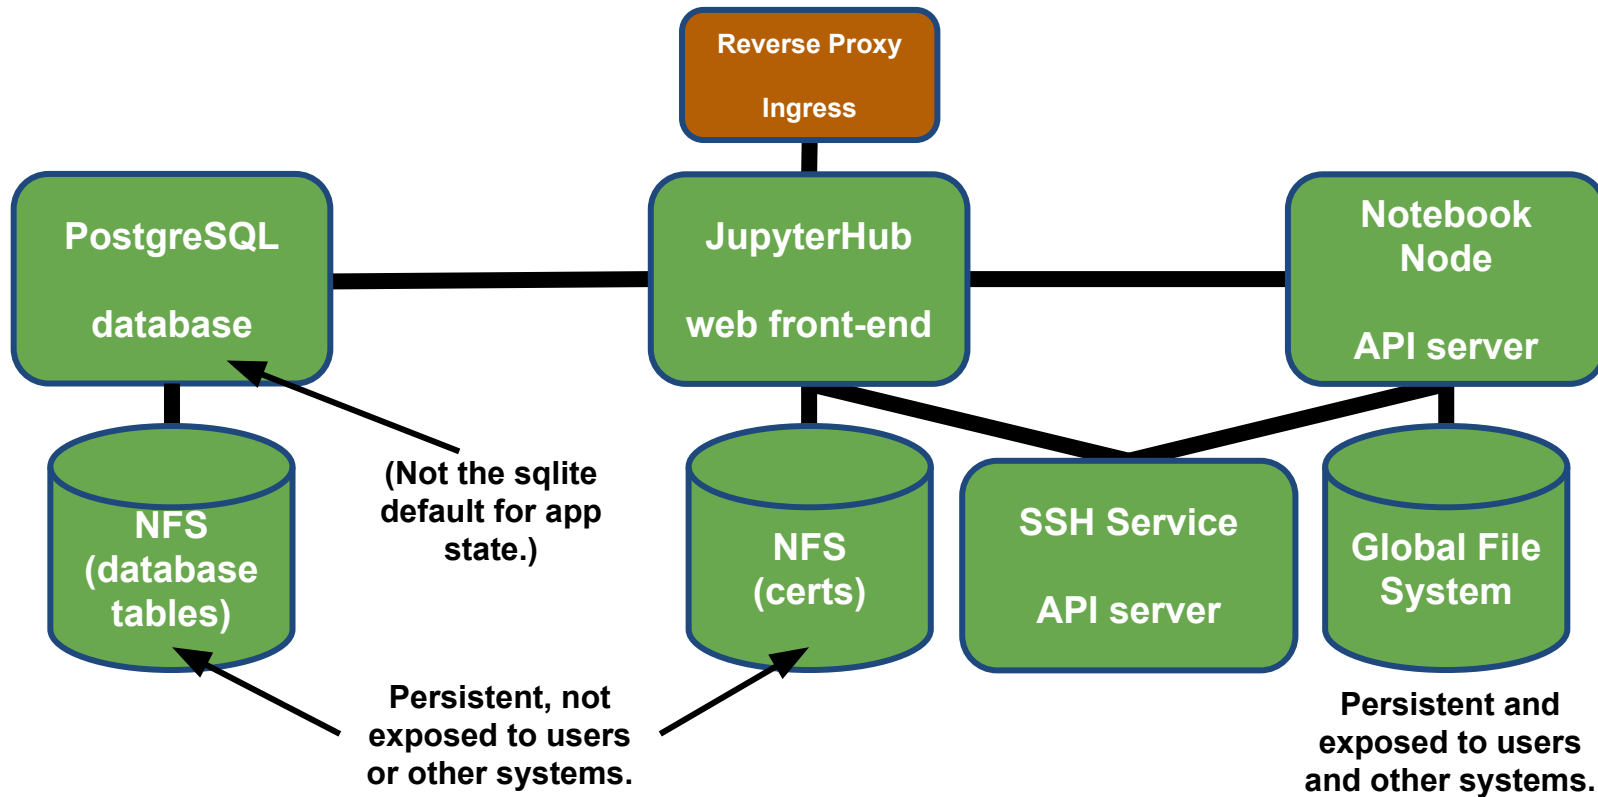 Reverse Proxy
Ingress
PostgreSQL
database
JupyterHub
web front-end
Notebook
Node
API server
(Not the sqlite
default for app
state.)
NFS
(database
tables)
NFS
(certs)
SSH Service
API server
Global File
System
Persistent, not
exposed to users
or other systems.
Persistent and
exposed to users
and other systems.